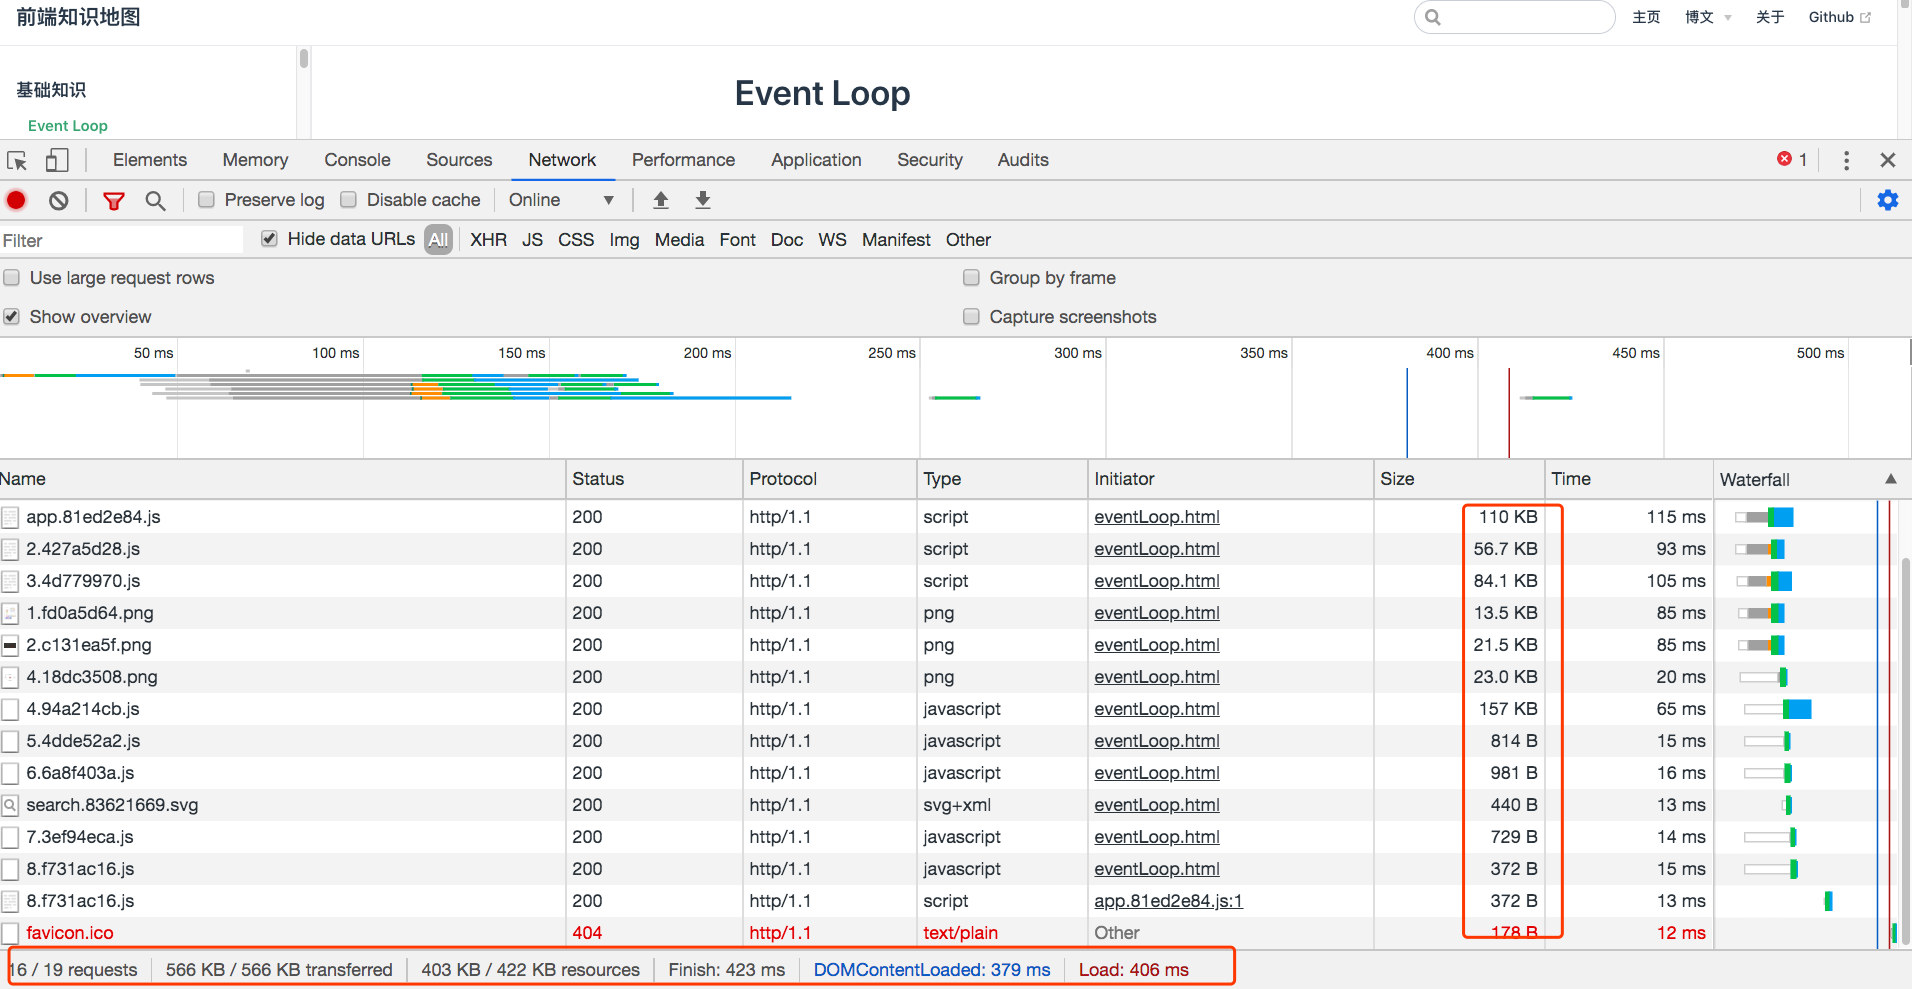 前端知识地图 主页 博文 关于 Github
基础知识
Event Loop
Event Loop
Elements Memory Console Sources Network Performance Application Security Audits 1
Preserve log Disable cache Online
Filter Hide data URLs All XHR JS CSS Img Media Font Doc WS Manifest Other
Use large request rows Group by frame
Show overview Capture screenshots
50 ms 100 ms 150 ms 200 ms 250 ms 300 ms 350 ms 400 ms 450 ms 500 ms
Name Status Protocol Type Initiator Size Time Waterfall
app.81ed2e84.js 200 http/1.1 script eventLoop.html 110 KB 115 ms
2.427a5d28.js 200 http/1.1 script eventLoop.html 56.7 KB 93 ms
3.4d779970.js 200 http/1.1 script eventLoop.html 84.1 KB 105 ms
1.fd0a5d64.png 200 http/1.1 png eventLoop.html 13.5 KB 85 ms
2.c131ea5f.png 200 http/1.1 png eventLoop.html 21.5 KB 85 ms
4.18dc3508.png 200 http/1.1 png eventLoop.html 23.0 KB 20 ms
4.94a214cb.js 200 http/1.1 javascript eventLoop.html 157 KB 65 ms
5.4dde52a2.js 200 http/1.1 javascript eventLoop.html 814 B 15 ms
6.6a8f403a.js 200 http/1.1 javascript eventLoop.html 981 B 16 ms
search.83621669.svg 200 http/1.1 svg+xml eventLoop.html 440 B 13 ms
7.3ef94eca.js 200 http/1.1 javascript eventLoop.html 729 B 14 ms
8.f731ac16.js 200 http/1.1 javascript eventLoop.html 372 B 15 ms
8.f731ac16.js 200 http/1.1 script app.81ed2e84.js:1 372 B 13 ms
favicon.ico 404 http/1.1 text/plain Other 178 B 12 ms
16 / 19 requests 566 KB / 566 KB transferred 403 KB / 422 KB resources Finish: 423 ms DOMContentLoaded: 379 ms Load: 406 ms